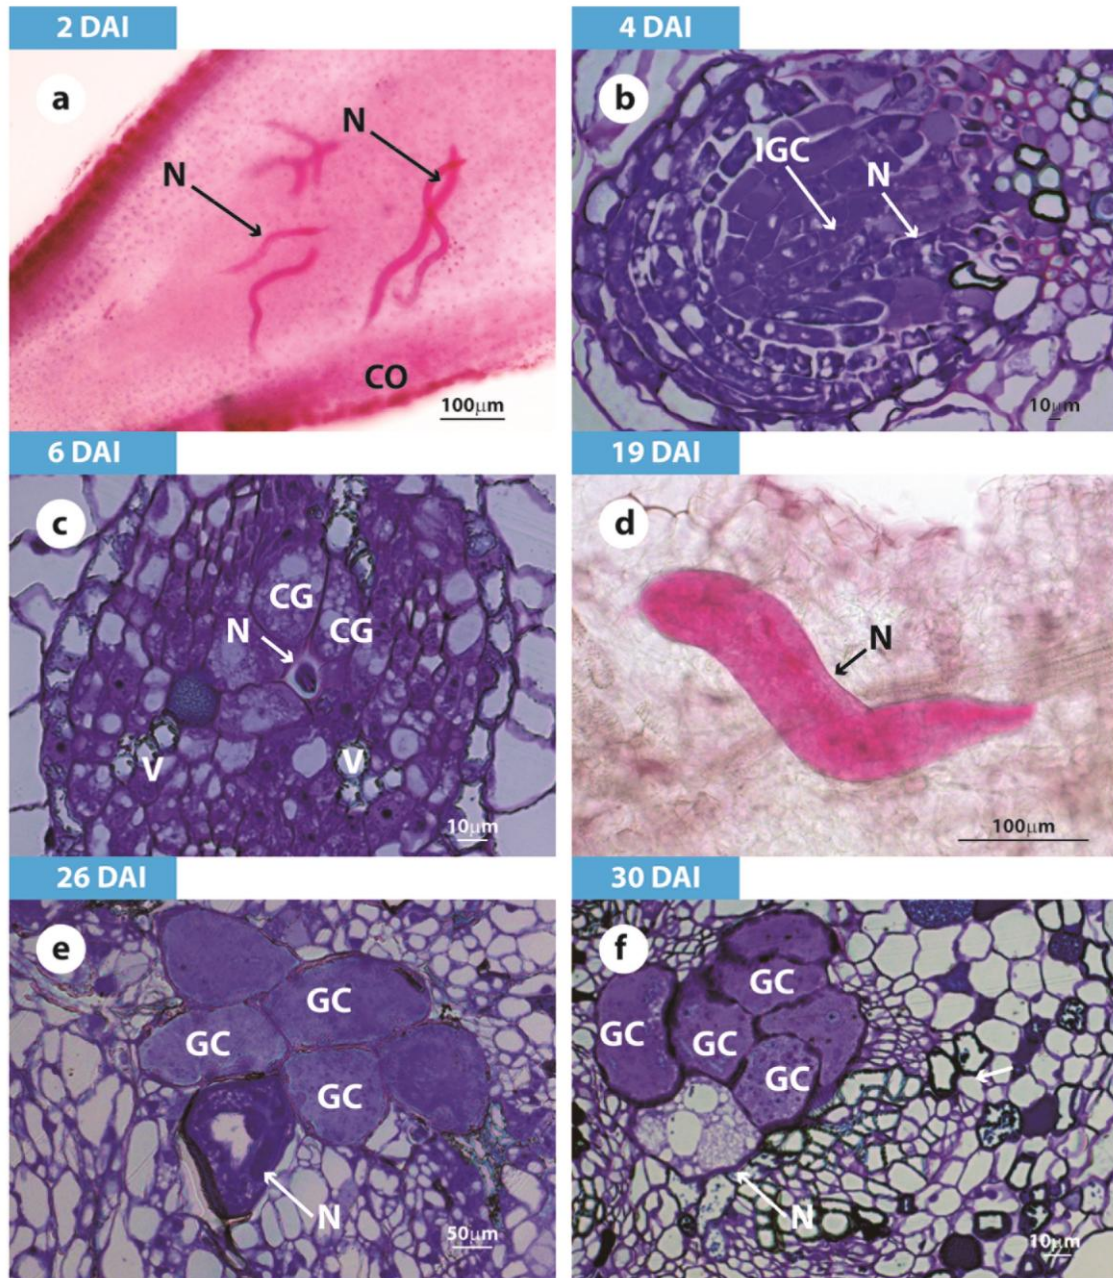 2 DAI
4 DAI
a
N
N
CO
100μm
b
IGC
N
10μm
6 DAI
19 DAI
c
CG
N
CG
V
V
10μm
d
N
100μm
26 DAI
30 DAI
e
GC
GC
GC
N
50μm
f
GC
GC
GC
GC
N
10μm